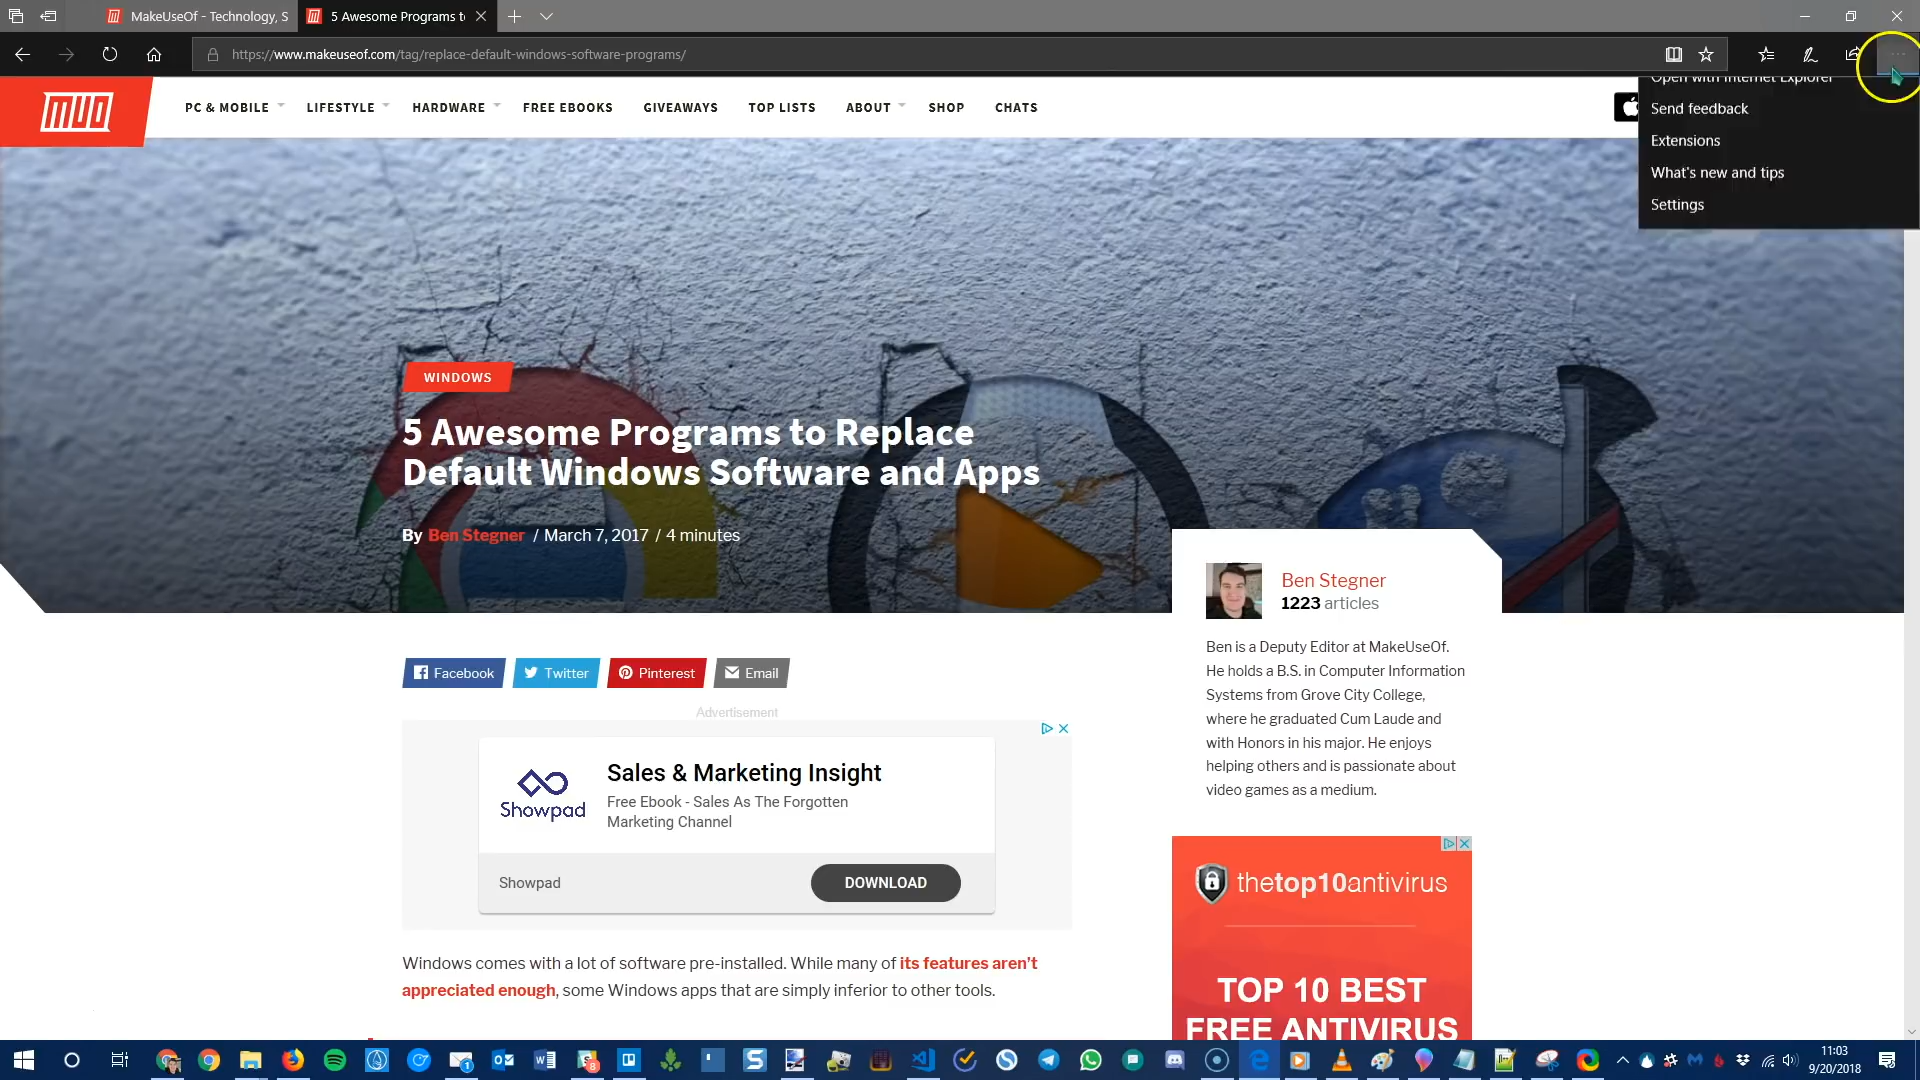 MakeUseOf - Technology, S
5 Awesome Programs to
https://www.makeuseof.com/tag/replace-default-windows-software-programs/
Open with Internet Explorer
Send feedback
Extensions
What's new and tips
Settings
MUO
PC & MOBILE
LIFESTYLE
HARDWARE
FREE EBOOKS
GIVEAWAYS
TOP LISTS
ABOUT
SHOP
CHATS
WINDOWS
5 Awesome Programs to Replace
Default Windows Software and Apps
By Ben Stegner / March 7, 2017 / 4 minutes
Ben Stegner
1223 articles
Ben is a Deputy Editor at MakeUseOf.
He holds a B.S. in Computer Information
Systems from Grove City College,
where he graduated Cum Laude and
with Honors in his major. He enjoys
helping others and is passionate about
video games as a medium.
Facebook
Twitter
Pinterest
Email
Advertisement
Sales & Marketing Insight
Free Ebook - Sales As The Forgotten
Marketing Channel
Showpad
Showpad
DOWNLOAD
thetop10antivirus
TOP 10 BEST
FREE ANTIVIRUS
Windows comes with a lot of software pre-installed. While many of its features aren't
appreciated enough, some Windows apps that are simply inferior to other tools.
11:03
9/20/2018